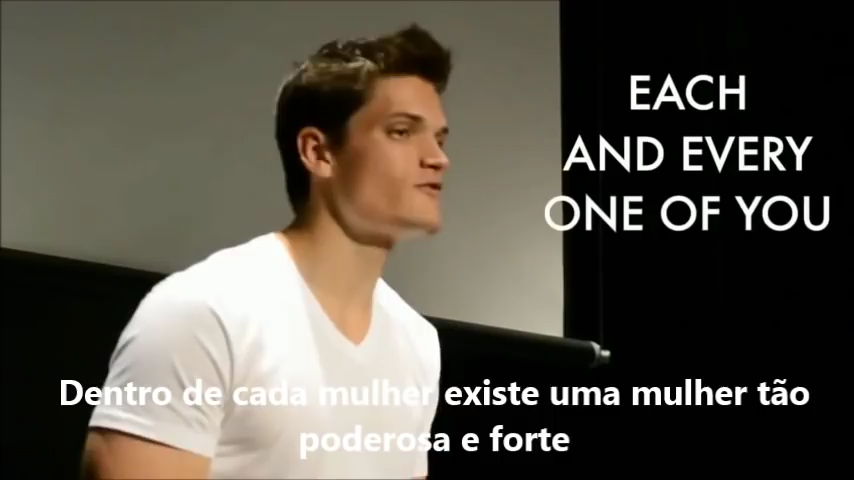 EACH
AND EVERY
ONE OF YOU
Dentro de cada mulher existe uma mulher tão
poderosa e forte